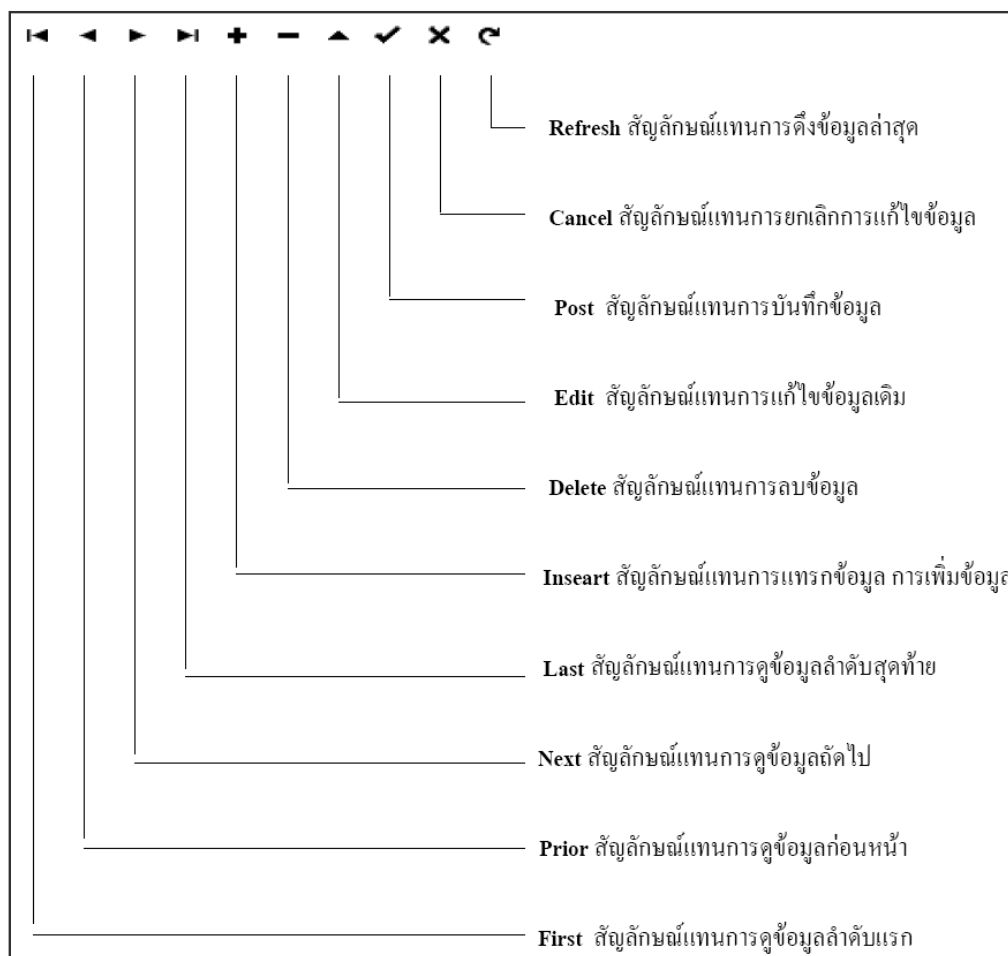 Refresh สัญลักษณ์แทนการดึงข้อมูลล่าสุด
Cancel สัญลักษณ์แทนการยกเลิกการแก้ไขข้อมูล
Post สัญลักษณ์แทนการบันทึกข้อมูล
Edit สัญลักษณ์แทนการแก้ไขข้อมูลเดิม
Delete สัญลักษณ์แทนการลบข้อมูล
Inseart สัญลักษณ์แทนการแทรกข้อมูล การเพิ่มข้อมูล
Last สัญลักษณ์แทนการดูข้อมูลลำดับสุดท้าย
Next สัญลักษณ์แทนการดูข้อมูลถัดไป
Prior สัญลักษณ์แทนการดูข้อมูลก่อนหน้า
First สัญลักษณ์แทนการดูข้อมูลลำดับแรก